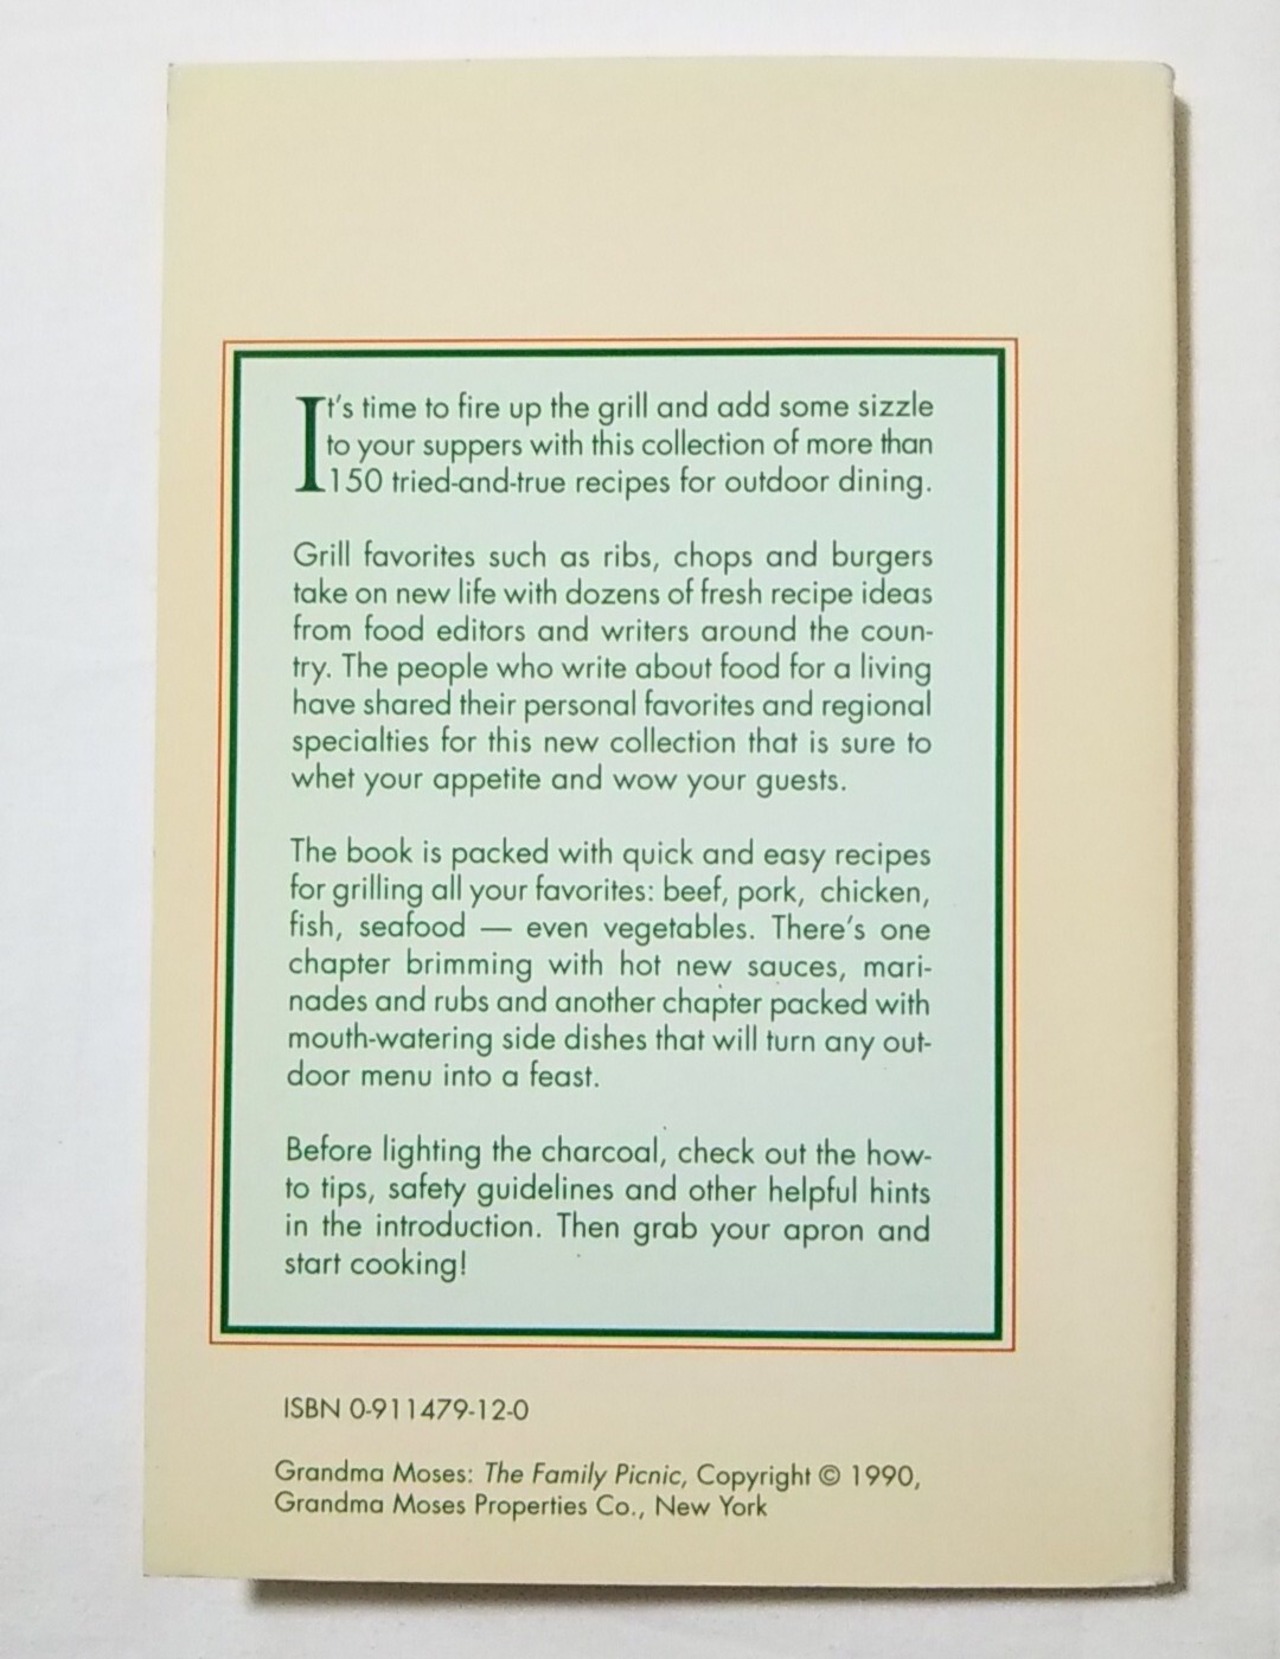 It's time to fire up the grill and add some sizzle
to your suppers with this collection of more than
150 tried-and-true recipes for outdoor dining.
Grill favorites such as ribs, chops and burgers
take on new life with dozens of fresh recipe ideas
from food editors and writers around the coun-
try. The people who write about food for a living
have shared their personal favorites and regional
specialties for this new collection that is sure to
whet your appetite and wow your guests.
The book is packed with quick and easy recipes
for grilling all your favorites: beef, pork, chicken,
fish, seafood — even vegetables. There's one
chapter brimming with hot new sauces, mari-
nades and rubs and another chapter packed with
mouth-watering side dishes that will turn any out-
door menu into a feast.
Before lighting the charcoal, check out the how-
to tips, safety guidelines and other helpful hints
in the introduction. Then grab your apron and
start cooking!
ISBN 0-911479-12-0
Grandma Moses: The Family Picnic, Copyright © 1990,
Grandma Moses Properties Co., New York